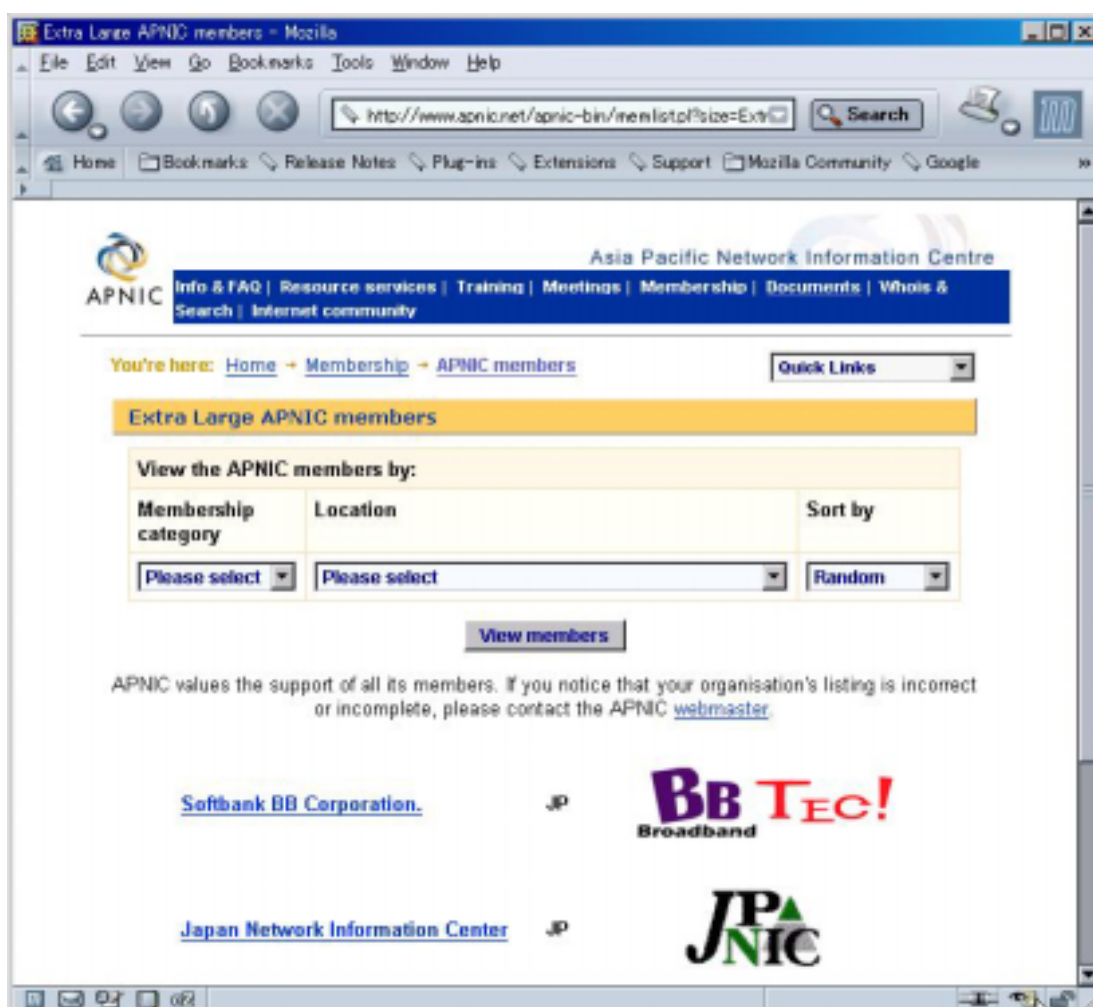 Extra Large APNIC members - Mozilla
File Edit View Go Bookmarks Tools Window Help
http://www.apnic.net/apnic-bin/memlist.pl?size=Extr Search
Home Bookmarks Release Notes Plug-ins Extensions Support Mozilla Community Google »
Asia Pacific Network Information Centre
APNIC
Info & FAQ | Resource services | Training | Meetings | Membership | Documents | Whois &
Search | Internet community
You're here: Home → Membership → APNIC members Quick Links
Extra Large APNIC members
View the APNIC members by:
Membership category Location Sort by
Please select Please select Random
View members
APNIC values the support of all its members. If you notice that your organisation's listing is incorrect
or incomplete, please contact the APNIC webmaster.
Softbank BB Corporation. JP BB TEC!
Broadband
Japan Network Information Center JP JPNIC